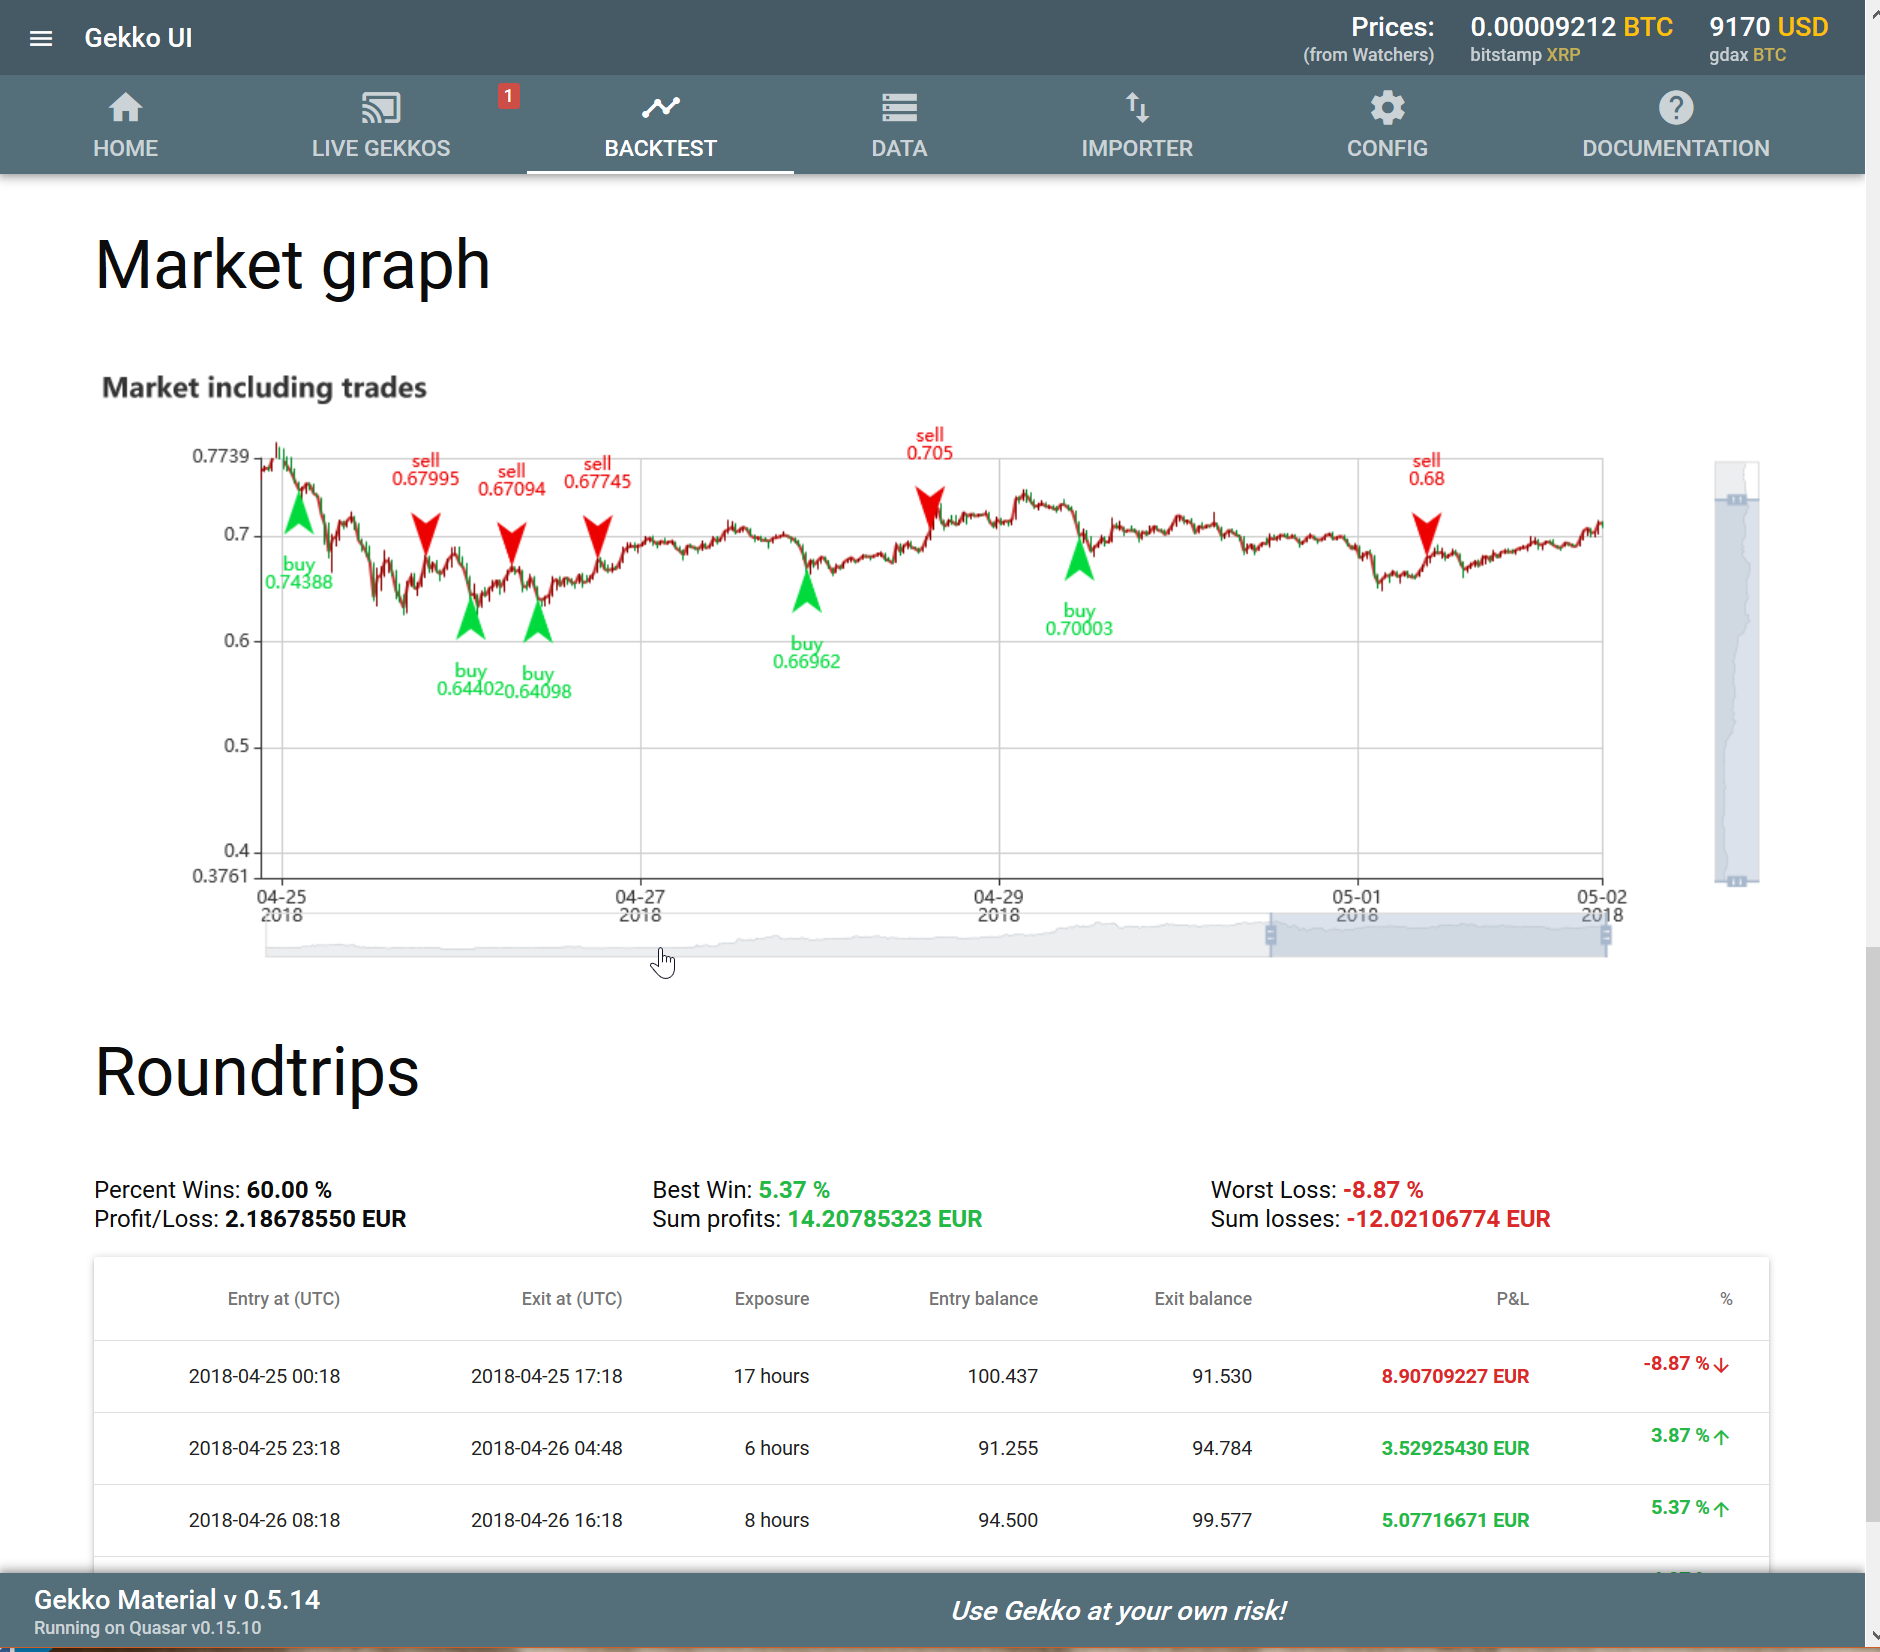 Gekko UI
Prices:
(from Watchers)
0.00009212 BTC
bitstamp XRP
9170 USD
gdax BTC
HOME
LIVE GEKKOS
1
BACKTEST
DATA
IMPORTER
CONFIG
DOCUMENTATION
Market graph
Market including trades
0.7739
0.7
0.6
0.5
0.4
0.3761
buy
0.74388
sell
0.67995
buy
0.64402
sell
0.67094
buy
0.64098
sell
0.67745
buy
0.66962
sell
0.705
buy
0.70003
sell
0.68
04-25
2018
04-27
2018
04-29
2018
05-01
2018
05-02
2018
Roundtrips
Percent Wins: 60.00 %
Profit/Loss: 2.18678550 EUR
Best Win: 5.37 %
Sum profits: 14.20785323 EUR
Worst Loss: -8.87 %
Sum losses: -12.02106774 EUR
Entry at (UTC) Exit at (UTC) Exposure Entry balance Exit balance P&L %
2018-04-25 00:18 2018-04-25 17:18 17 hours 100.437 91.530 8.90709227 EUR -8.87 %
2018-04-25 23:18 2018-04-26 04:48 6 hours 91.255 94.784 3.52925430 EUR 3.87 %
2018-04-26 08:18 2018-04-26 16:18 8 hours 94.500 99.577 5.07716671 EUR 5.37 %
Gekko Material v 0.5.14
Running on Quasar v0.15.10
Use Gekko at your own risk!